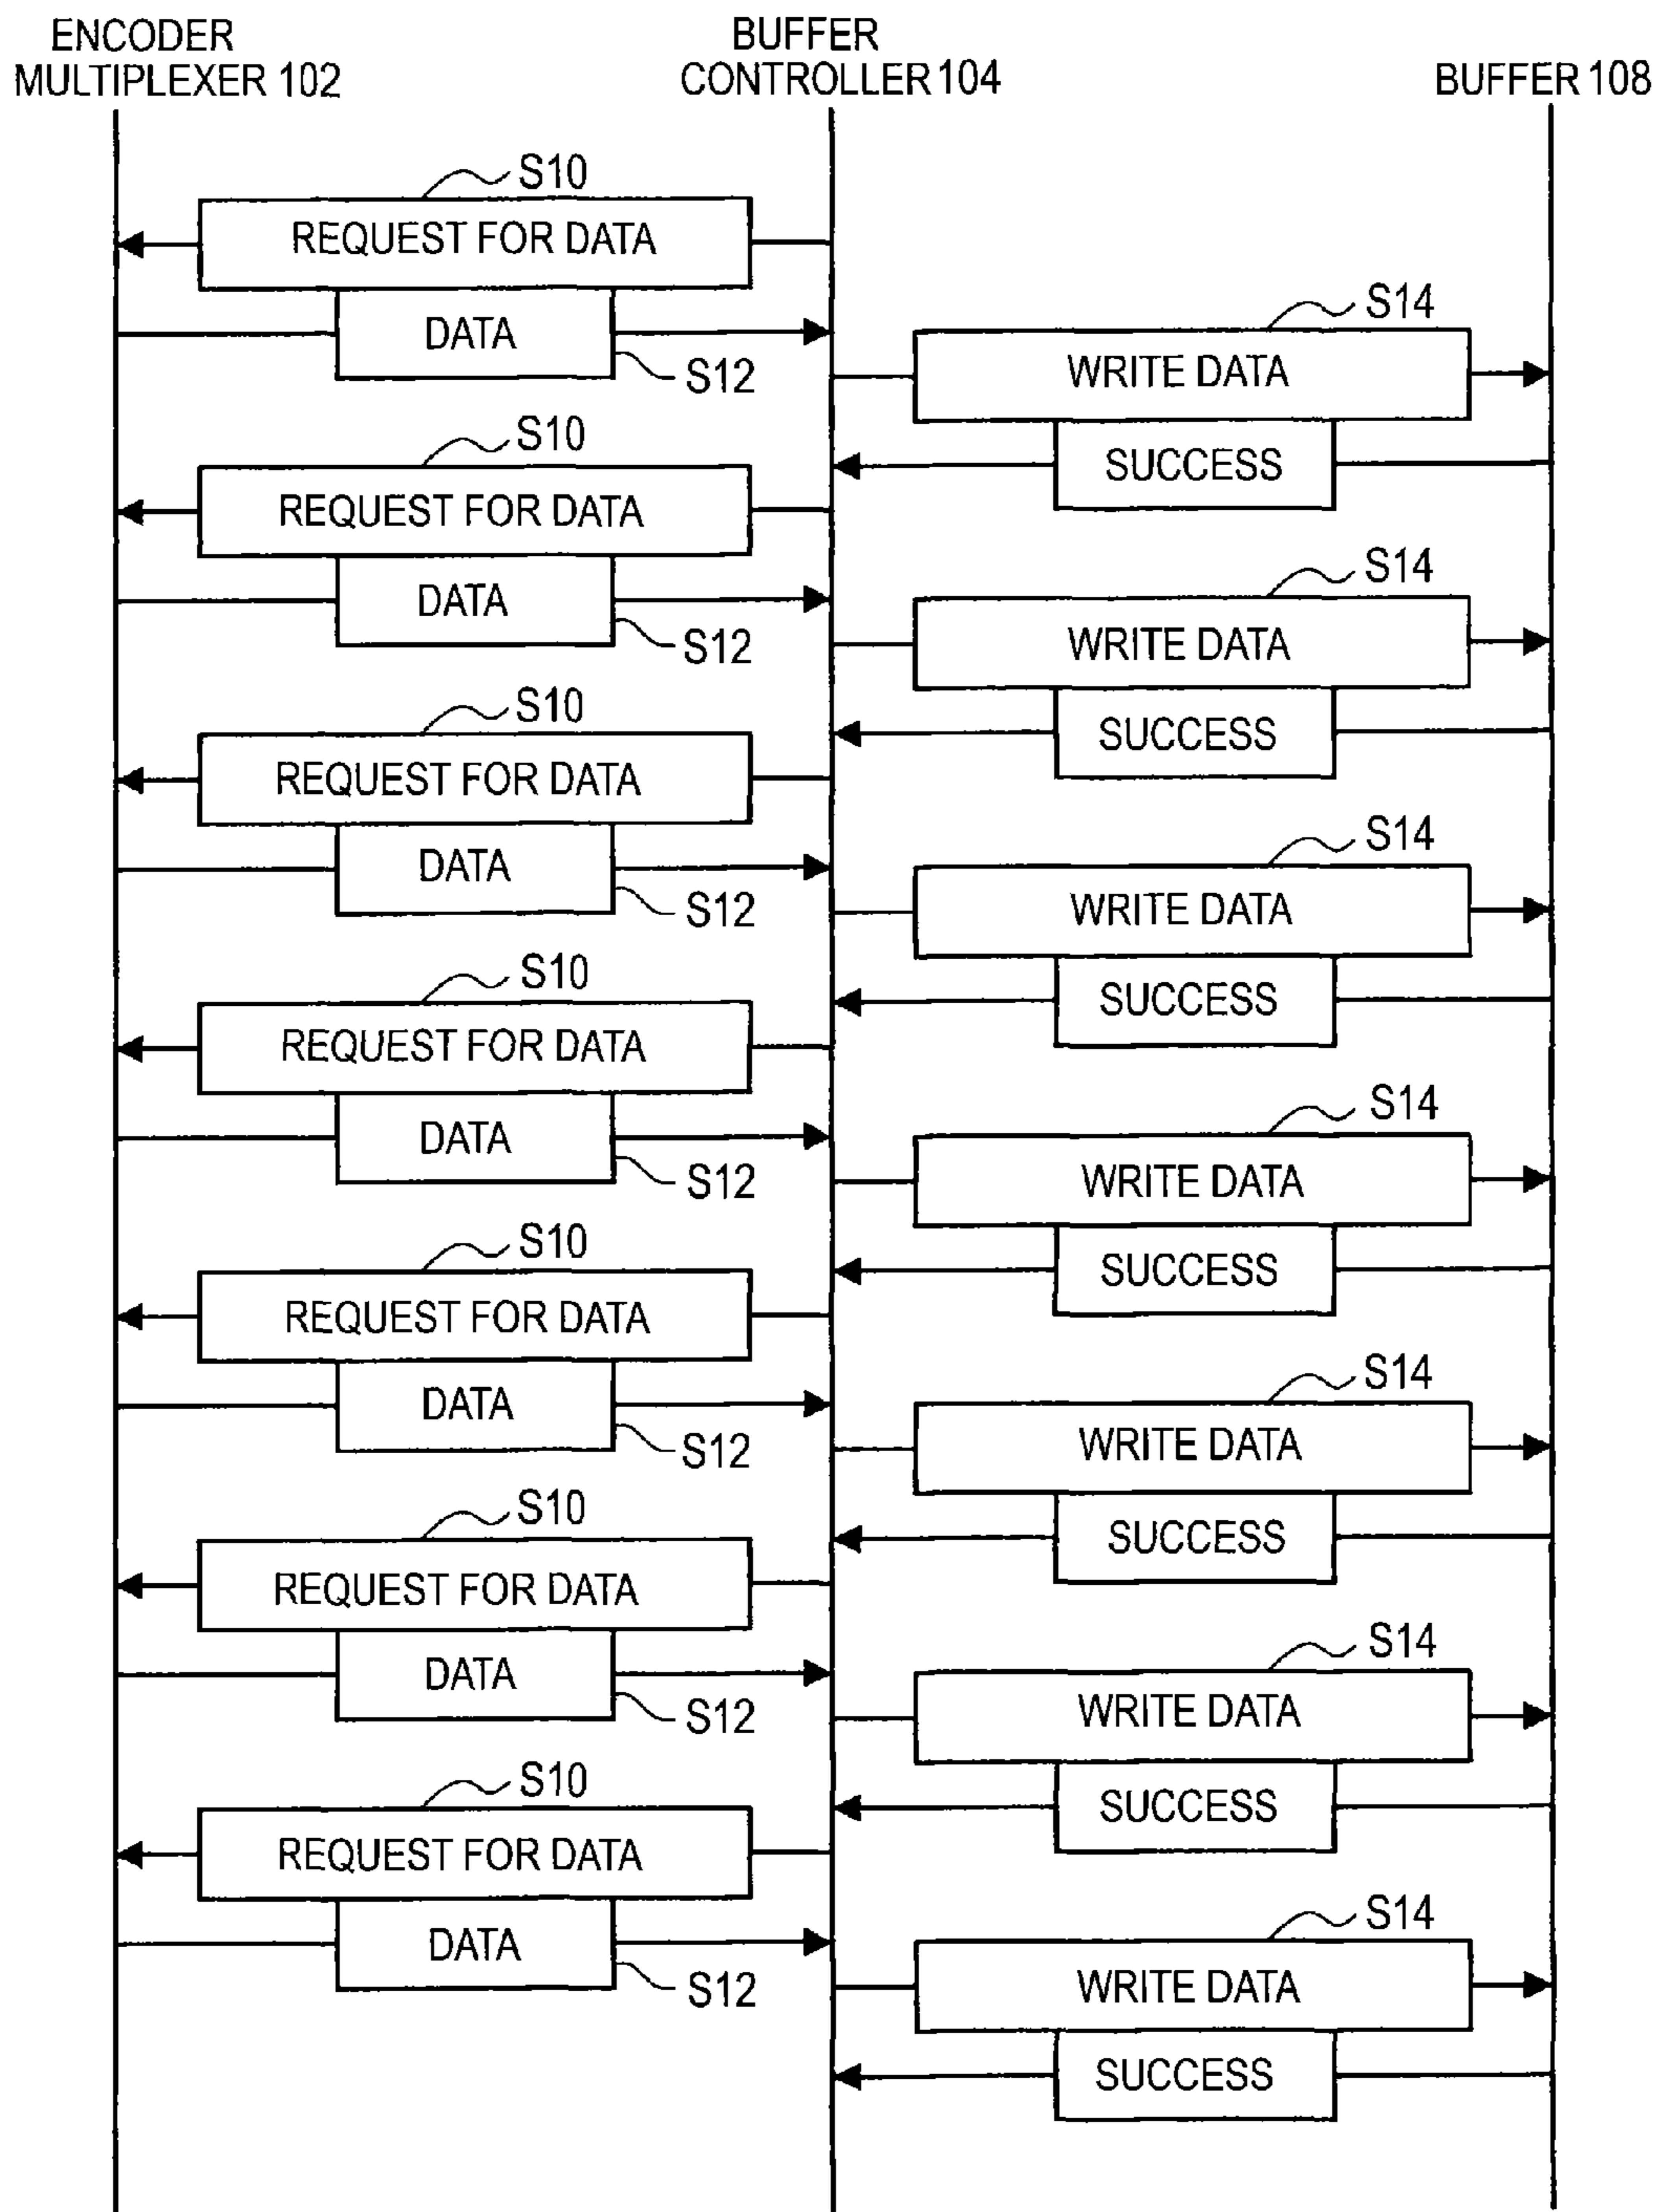 ENCODER
MULTIPLEXER 102
BUFFER
CONTROLLER 104
BUFFER 108
S10
REQUEST FOR DATA
S14
DATA
WRITE DATA
S12
S10
SUCCESS
REQUEST FOR DATA
S14
DATA
WRITE DATA
S12
S10
SUCCESS
REQUEST FOR DATA
S14
DATA
WRITE DATA
S12
S10
SUCCESS
REQUEST FOR DATA
S14
DATA
WRITE DATA
S12
S10
SUCCESS
REQUEST FOR DATA
S14
DATA
WRITE DATA
S12
S10
SUCCESS
REQUEST FOR DATA
S14
DATA
WRITE DATA
S12
S10
SUCCESS
REQUEST FOR DATA
S14
DATA
WRITE DATA
S12
SUCCESS